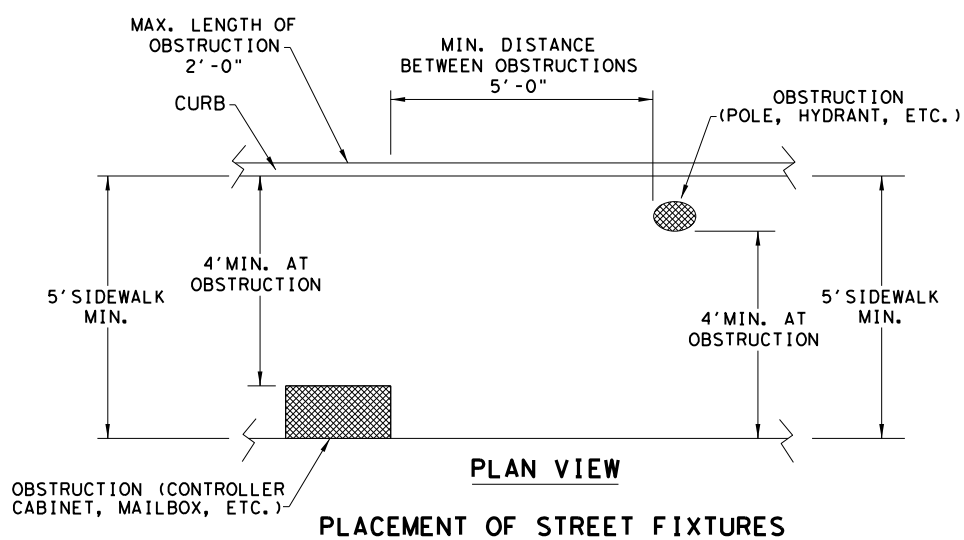 MAX. LENGTH OF
OBSTRUCTION
2'-0"
CURB
MIN. DISTANCE
BETWEEN OBSTRUCTIONS
5'-0"
OBSTRUCTION
(POLE, HYDRANT, ETC.)
4' MIN. AT
OBSTRUCTION
5' SIDEWALK
MIN.
4' MIN. AT
OBSTRUCTION
5' SIDEWALK
MIN.
OBSTRUCTION (CONTROLLER
CABINET, MAILBOX, ETC.)
PLAN VIEW
PLACEMENT OF STREET FIXTURES